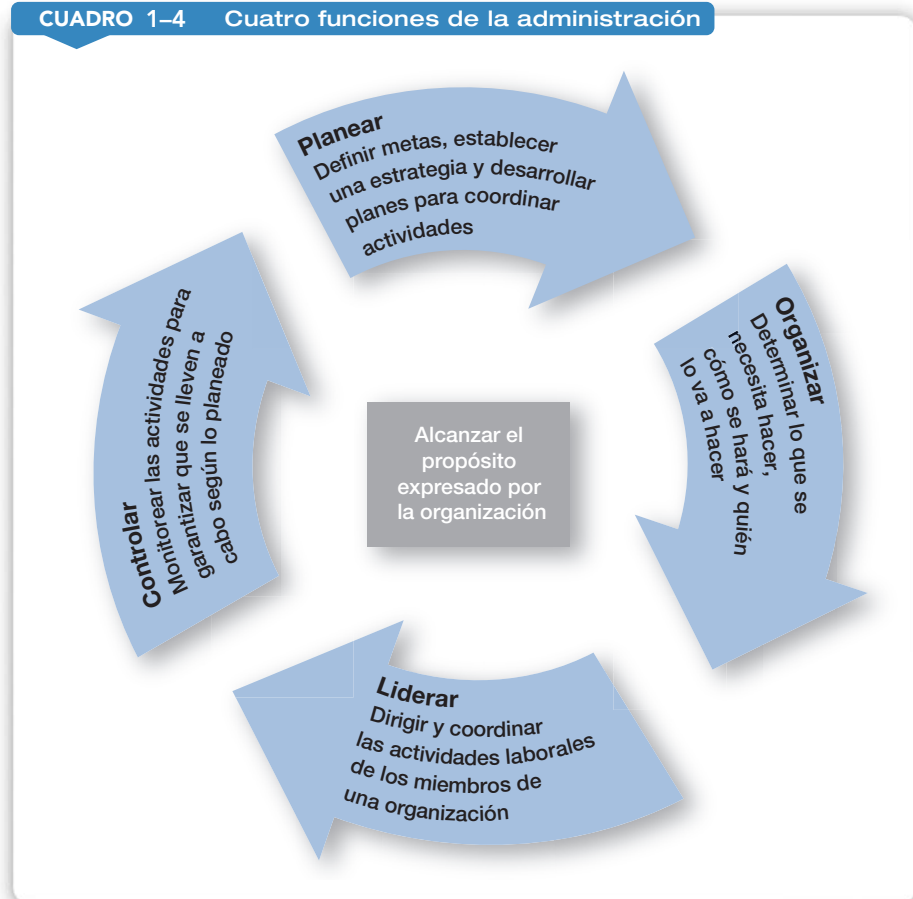 CUADRO 1–4 Cuatro funciones de la administración
Planear
Definir metas, establecer
una estrategia y desarrollar
planes para coordinar
actividades
Organizar
Determinar lo que se
necesita hacer,
cómo se hará y quién
lo va a hacer
Liderar
Dirigir y coordinar
las actividades laborales
de los miembros de
una organización
Controlar
Monitorear las actividades para
garantizar que se lleven a
cabo según lo planeado
Alcanzar el
propósito
expresado por
la organización